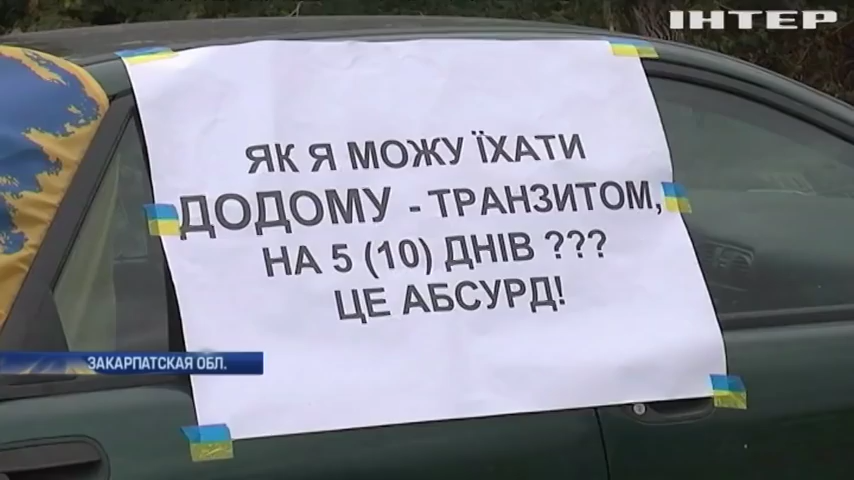 ІНТЕР
ЯК Я МОЖУ ЇХАТИ
ДОДОМУ - ТРАНЗИТОМ,
НА 5 (10) ДНІВ ???
ЦЕ АБСУРД!
ЗАКАРПАТСКАЯ ОБЛ.